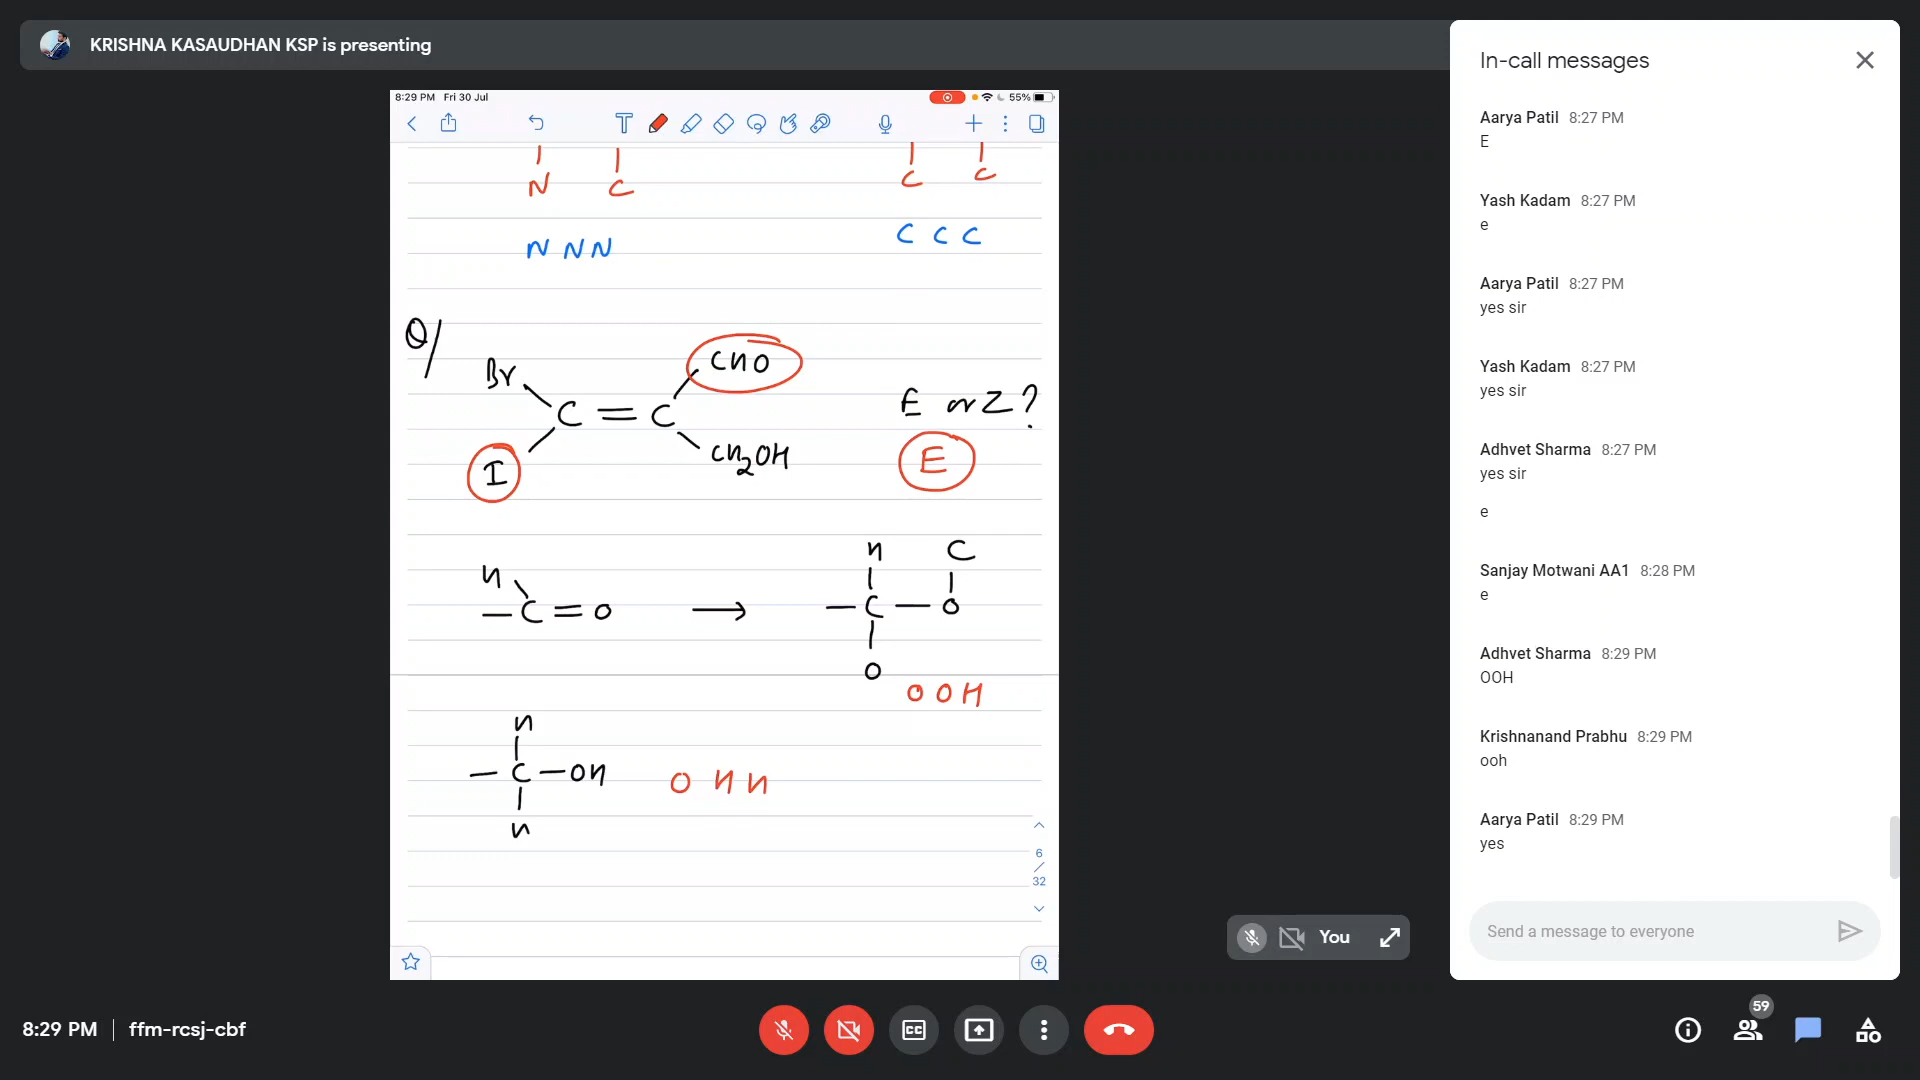 KRISHNA KASAUDHAN KSP is presenting
8:29 PM Fri 30 Jul
55%
N C
C C
N N N
C C C
Q/
Br
CHO
C = C
E or Z?
I
CH2OH
E
H
– C = O → – C – O
H C
O
O O H
H
– C – OH
H
O H H
6
/
32
You
In-call messages
Aarya Patil 8:27 PM
E
Yash Kadam 8:27 PM
e
Aarya Patil 8:27 PM
yes sir
Yash Kadam 8:27 PM
yes sir
Adhvet Sharma 8:27 PM
yes sir
e
Sanjay Motwani AA1 8:28 PM
e
Adhvet Sharma 8:29 PM
OOH
Krishnanand Prabhu 8:29 PM
ooh
Aarya Patil 8:29 PM
yes
Send a message to everyone
8:29 PM | ffm-rcsj-cbf
CC
59